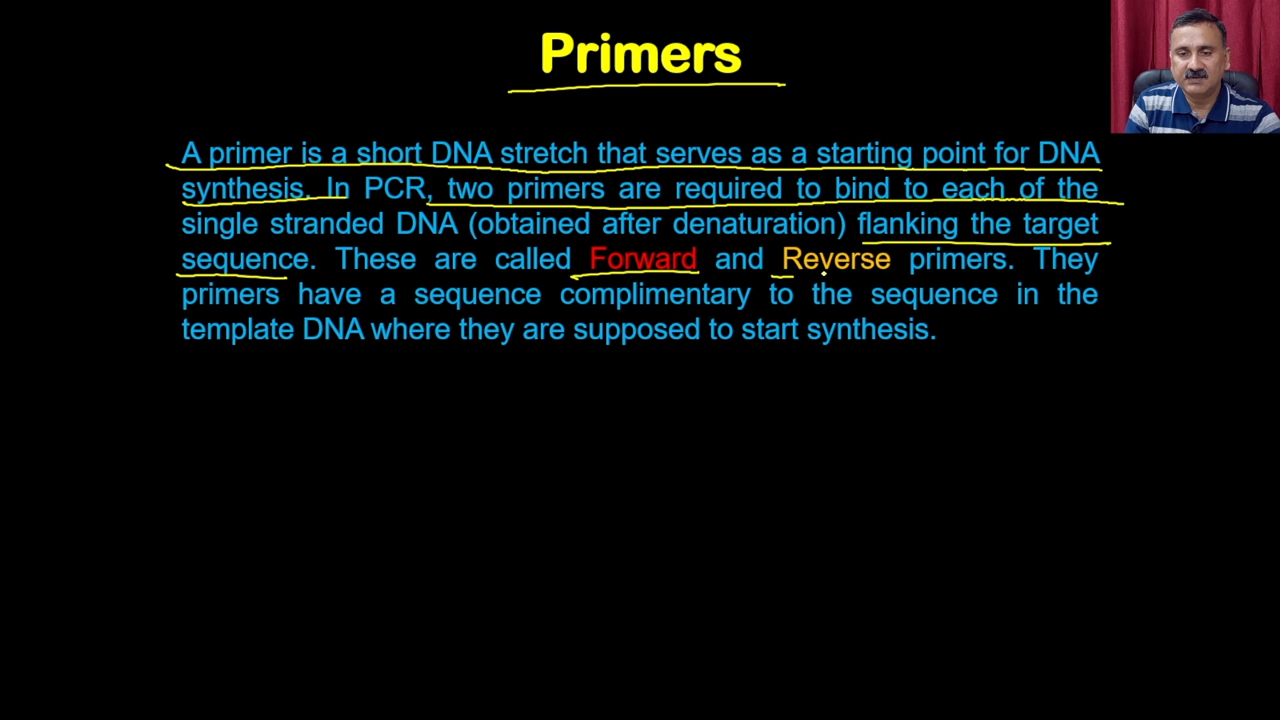 Primers
A primer is a short DNA stretch that serves as a starting point for DNA
synthesis. In PCR, two primers are required to bind to each of the
single stranded DNA (obtained after denaturation) flanking the target
sequence. These are called Forward and Reverse primers. They
primers have a sequence complimentary to the sequence in the
template DNA where they are supposed to start synthesis.